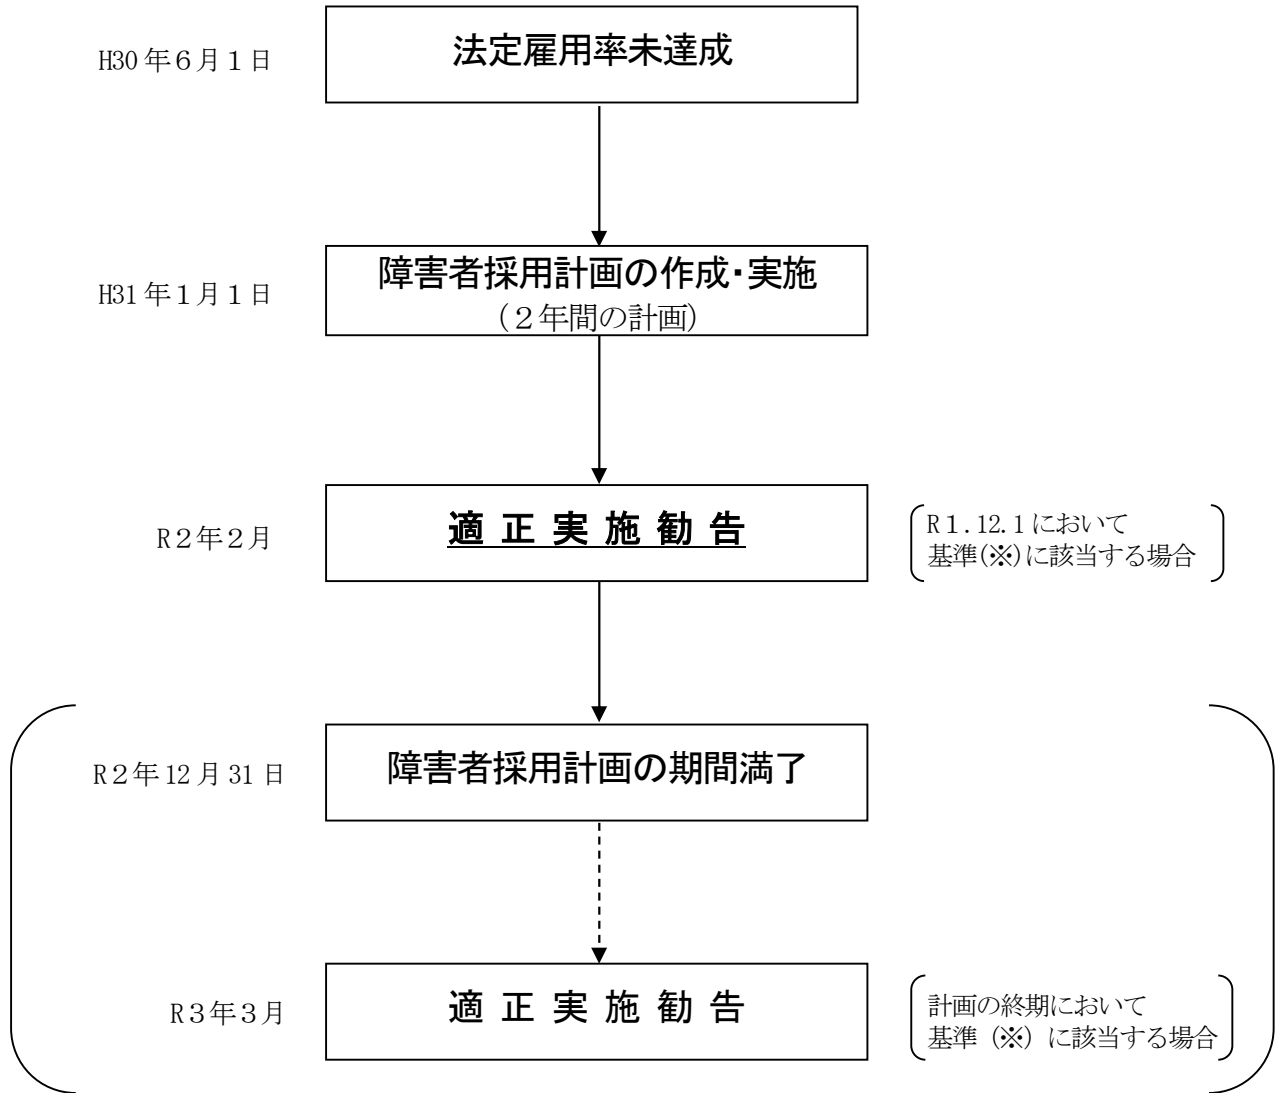 H30年6月1日
法定雇用率未達成
H31年1月1日
障害者採用計画の作成・実施
（２年間の計画）
R２年２月
適 正 実 施 勧 告
R１.12.1において
基準(※)に該当する場合
R２年12月31日
障害者採用計画の期間満了
R３年３月
適 正 実 施 勧 告
計画の終期において
基準（※）に該当する場合